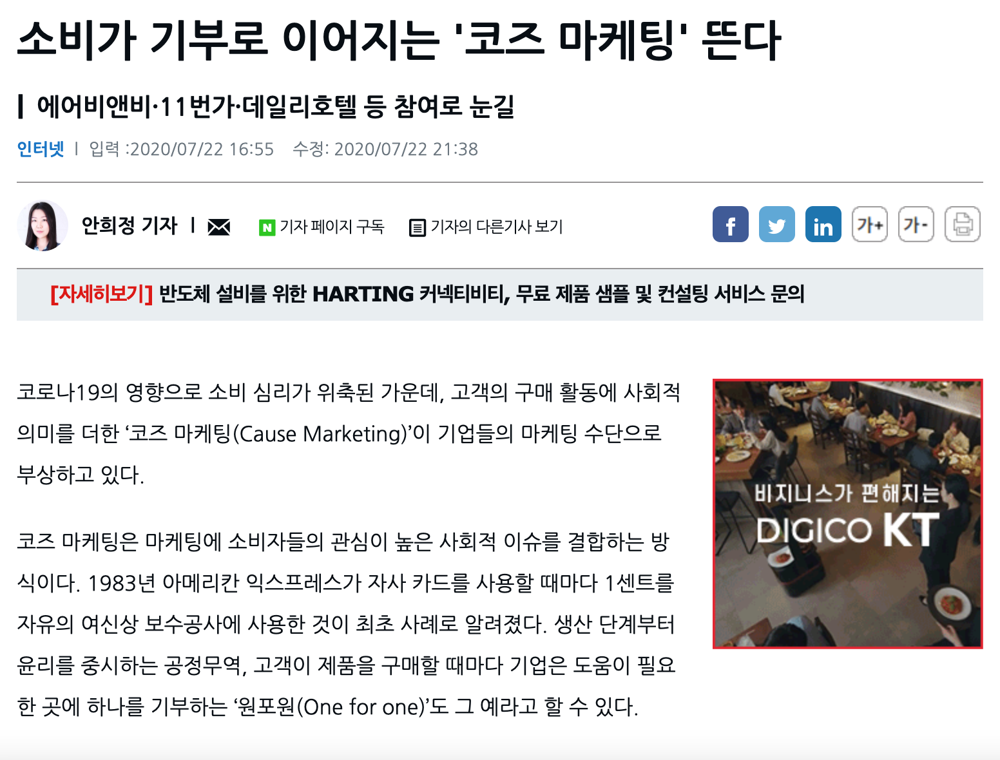 소비가 기부로 이어지는 '코즈 마케팅' 뜬다
에어비앤비·11번가·데일리호텔 등 참여로 눈길
인터넷 | 입력 :2020/07/22 16:55 수정: 2020/07/22 21:38
안희정 기자 | N 기자 페이지 구독 기자의 다른기사 보기 f in 가+ 가-
[자세히보기] 반도체 설비를 위한 HARTING 커넥티비티, 무료 제품 샘플 및 컨설팅 서비스 문의
코로나19의 영향으로 소비 심리가 위축된 가운데, 고객의 구매 활동에 사회적
의미를 더한 ‘코즈 마케팅(Cause Marketing)’이 기업들의 마케팅 수단으로
부상하고 있다.
코즈 마케팅은 마케팅에 소비자들의 관심이 높은 사회적 이슈를 결합하는 방
식이다. 1983년 아메리칸 익스프레스가 자사 카드를 사용할 때마다 1센트를
자유의 여신상 보수공사에 사용한 것이 최초 사례로 알려졌다. 생산 단계부터
윤리를 중시하는 공정무역, 고객이 제품을 구매할 때마다 기업은 도움이 필요
한 곳에 하나를 기부하는 ‘원포원(One for one)’도 그 예라고 할 수 있다.
비지니스가 편해지는
DIGICO KT